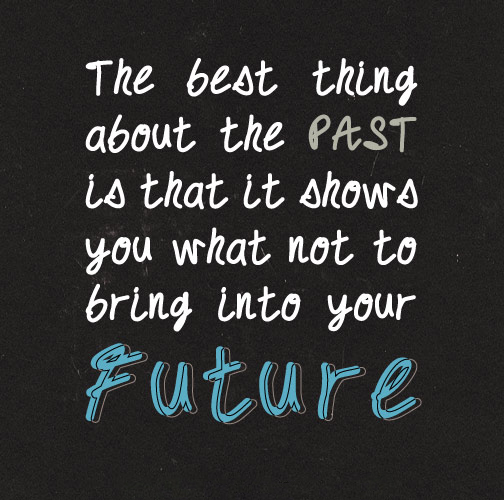 The best thing
about the PAST
is that it shows
you what not to
bring into your
Future